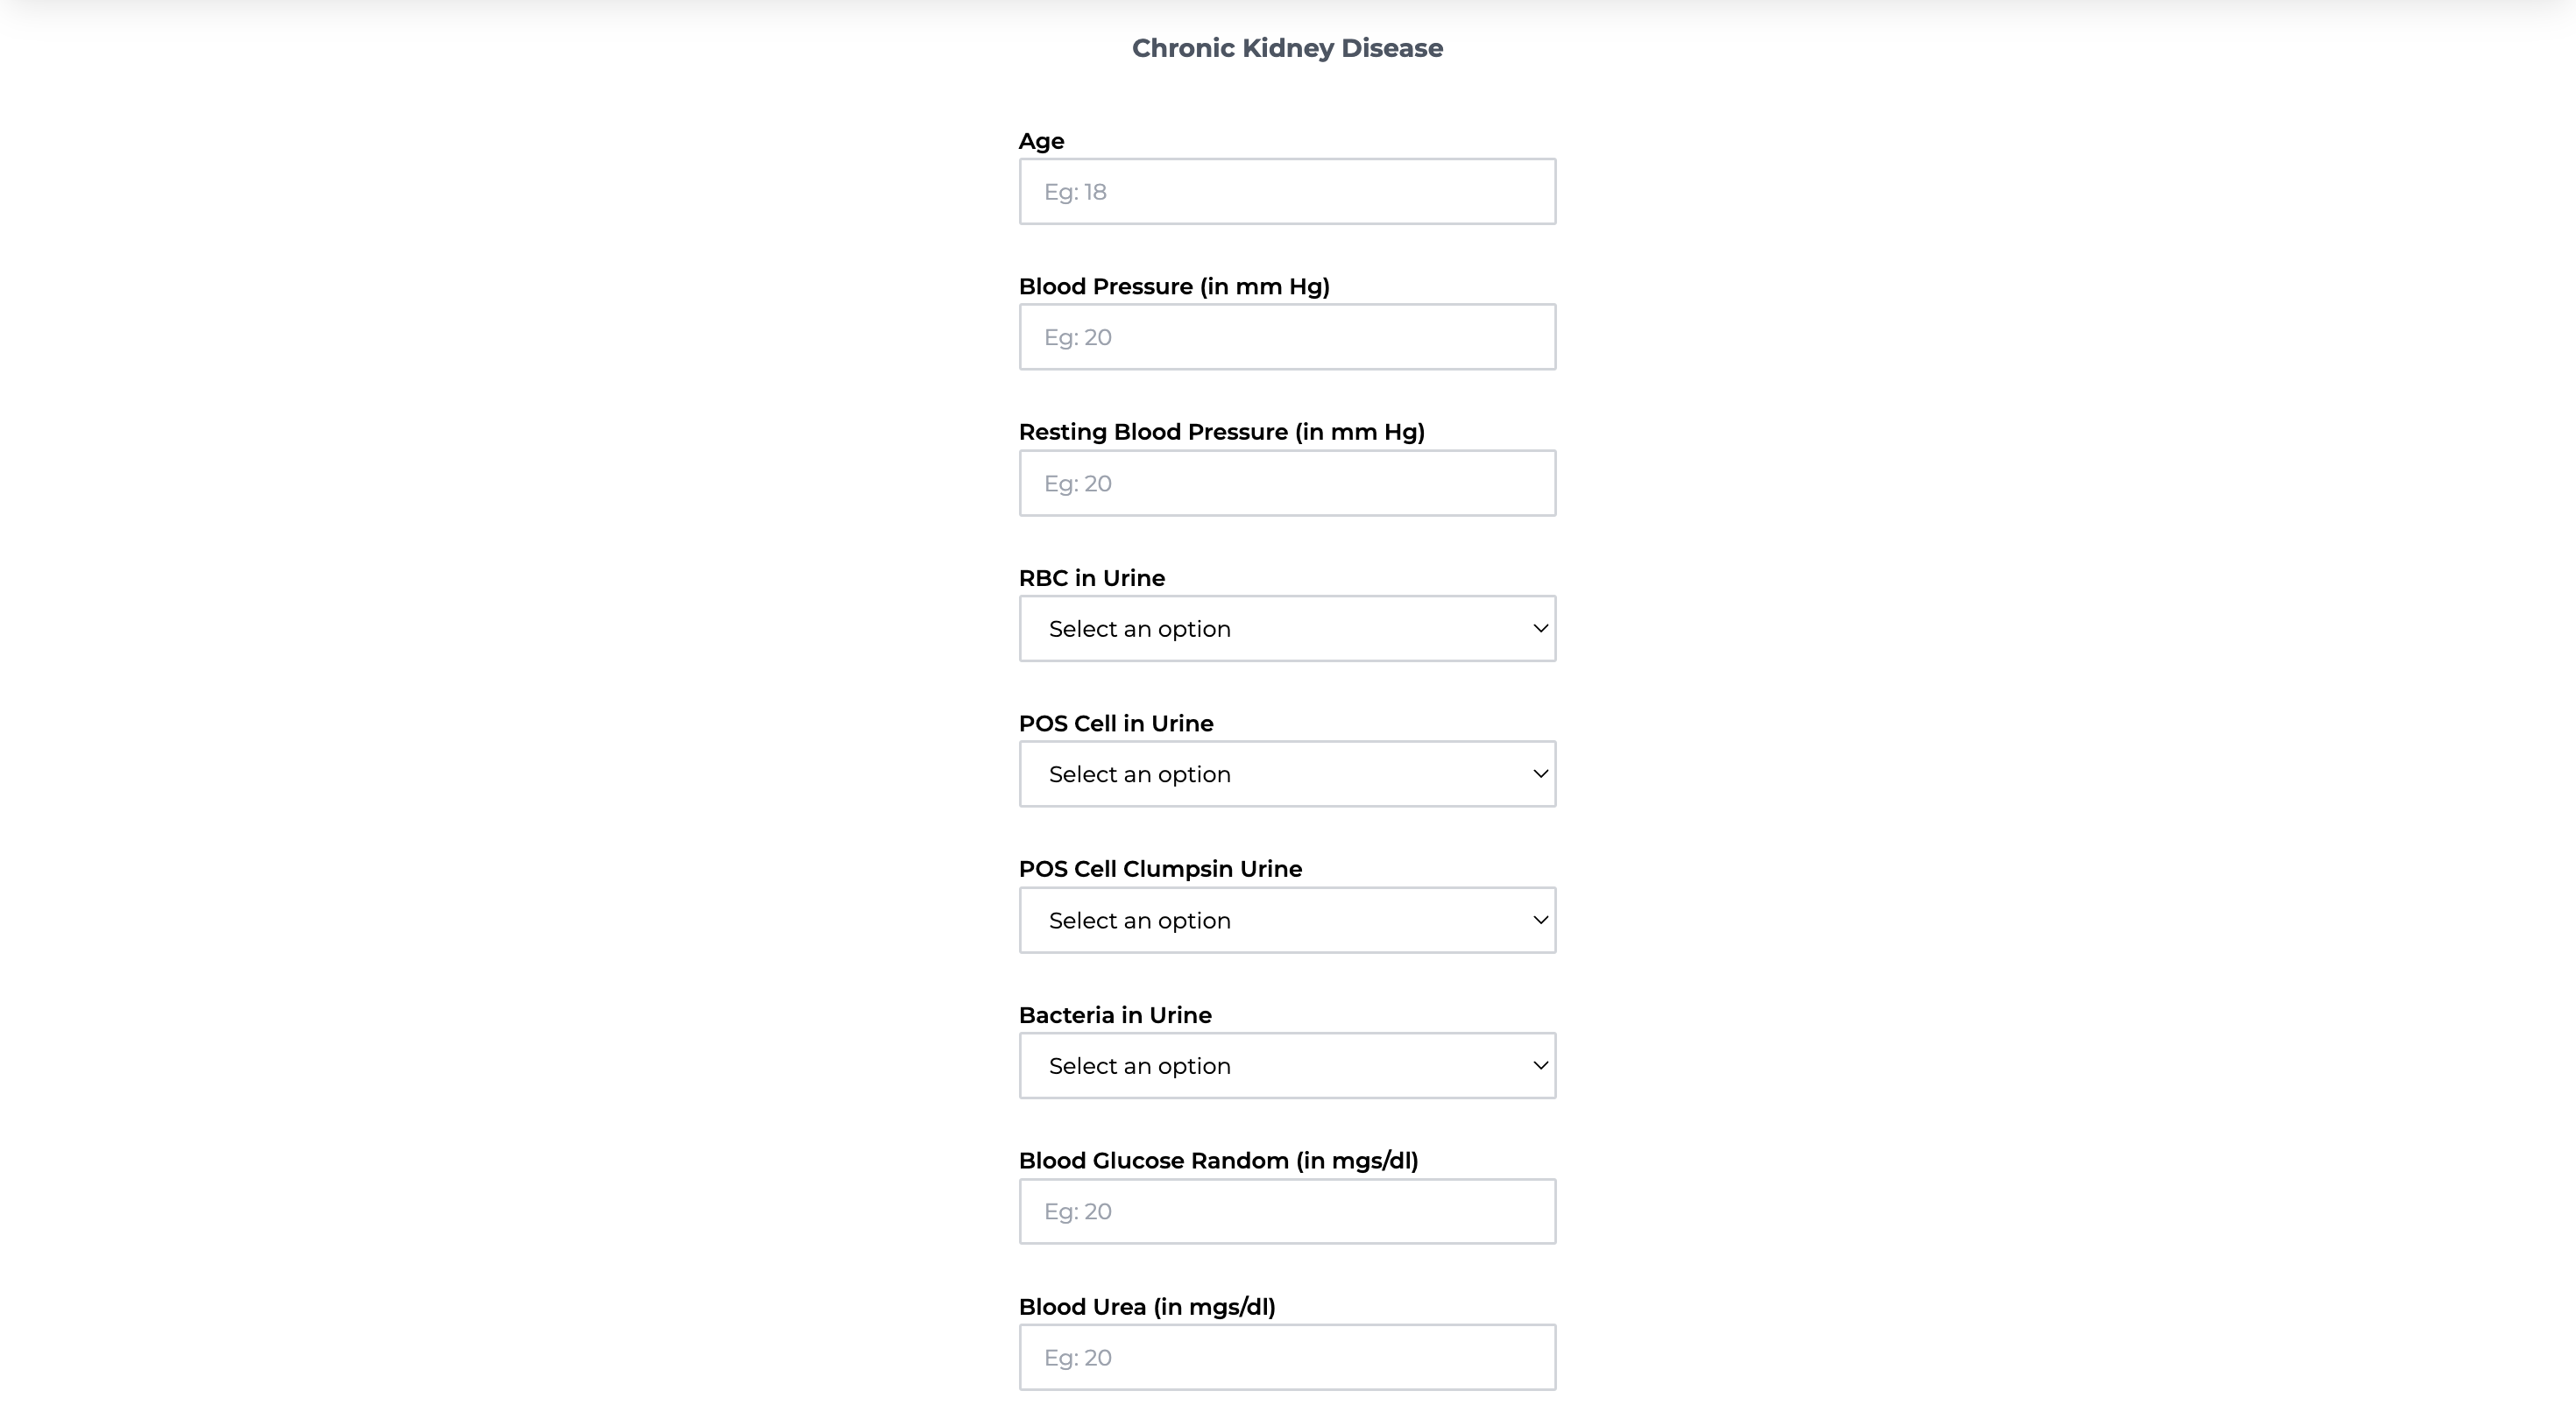 Chronic Kidney Disease
Age
Eg: 18
Blood Pressure (in mm Hg)
Eg: 20
Resting Blood Pressure (in mm Hg)
Eg: 20
RBC in Urine
Select an option
POS Cell in Urine
Select an option
POS Cell Clumpsin Urine
Select an option
Bacteria in Urine
Select an option
Blood Glucose Random (in mgs/dl)
Eg: 20
Blood Urea (in mgs/dl)
Eg: 20